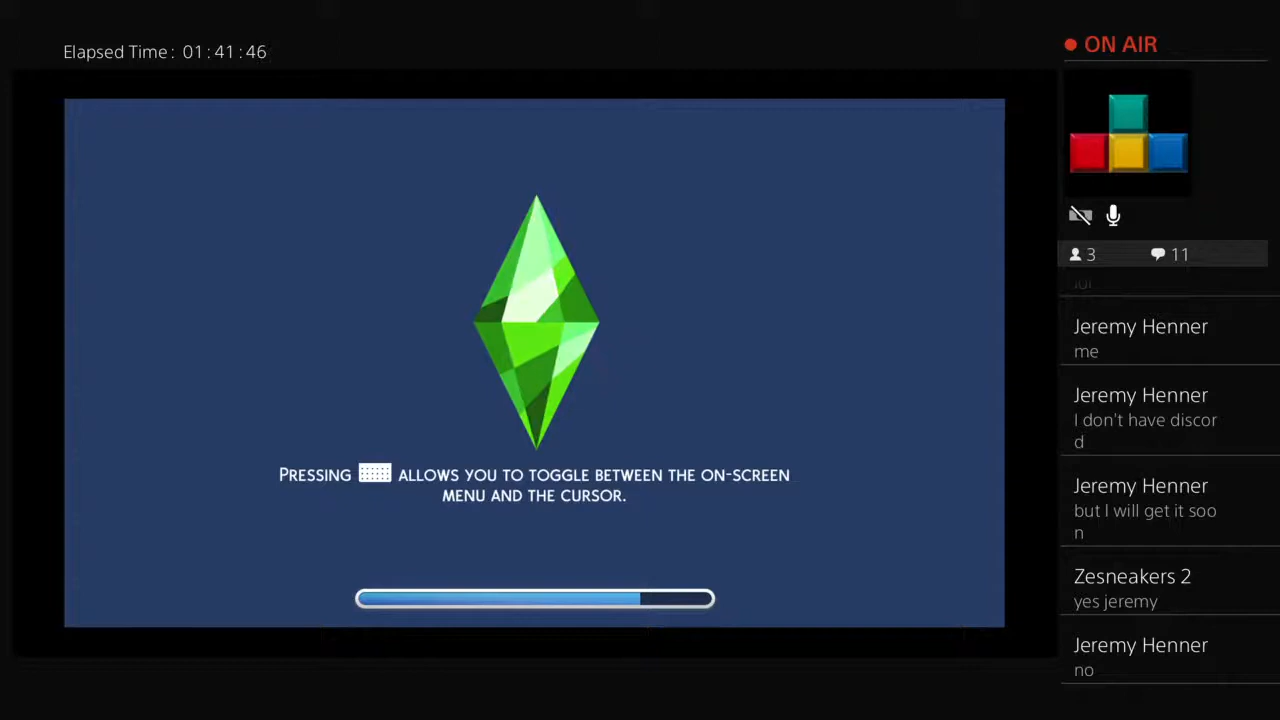 Elapsed Time: 01:41:46
ON AIR
3
11
Jeremy Henner
me
Jeremy Henner
I don't have discor
d
Jeremy Henner
but I will get it soo
n
Zesneakers 2
yes jeremy
Jeremy Henner
no
PRESSING ALLOWS YOU TO TOGGLE BETWEEN THE ON-SCREEN
MENU AND THE CURSOR.